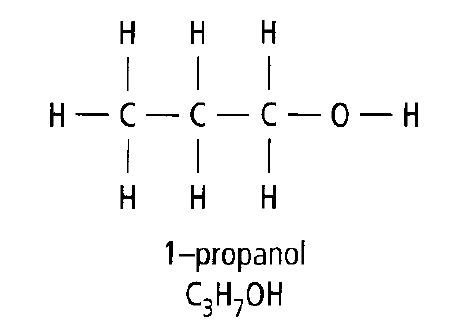 H H H
H — C — C — C — O — H
H H H
1–propanol
C₃H₇OH